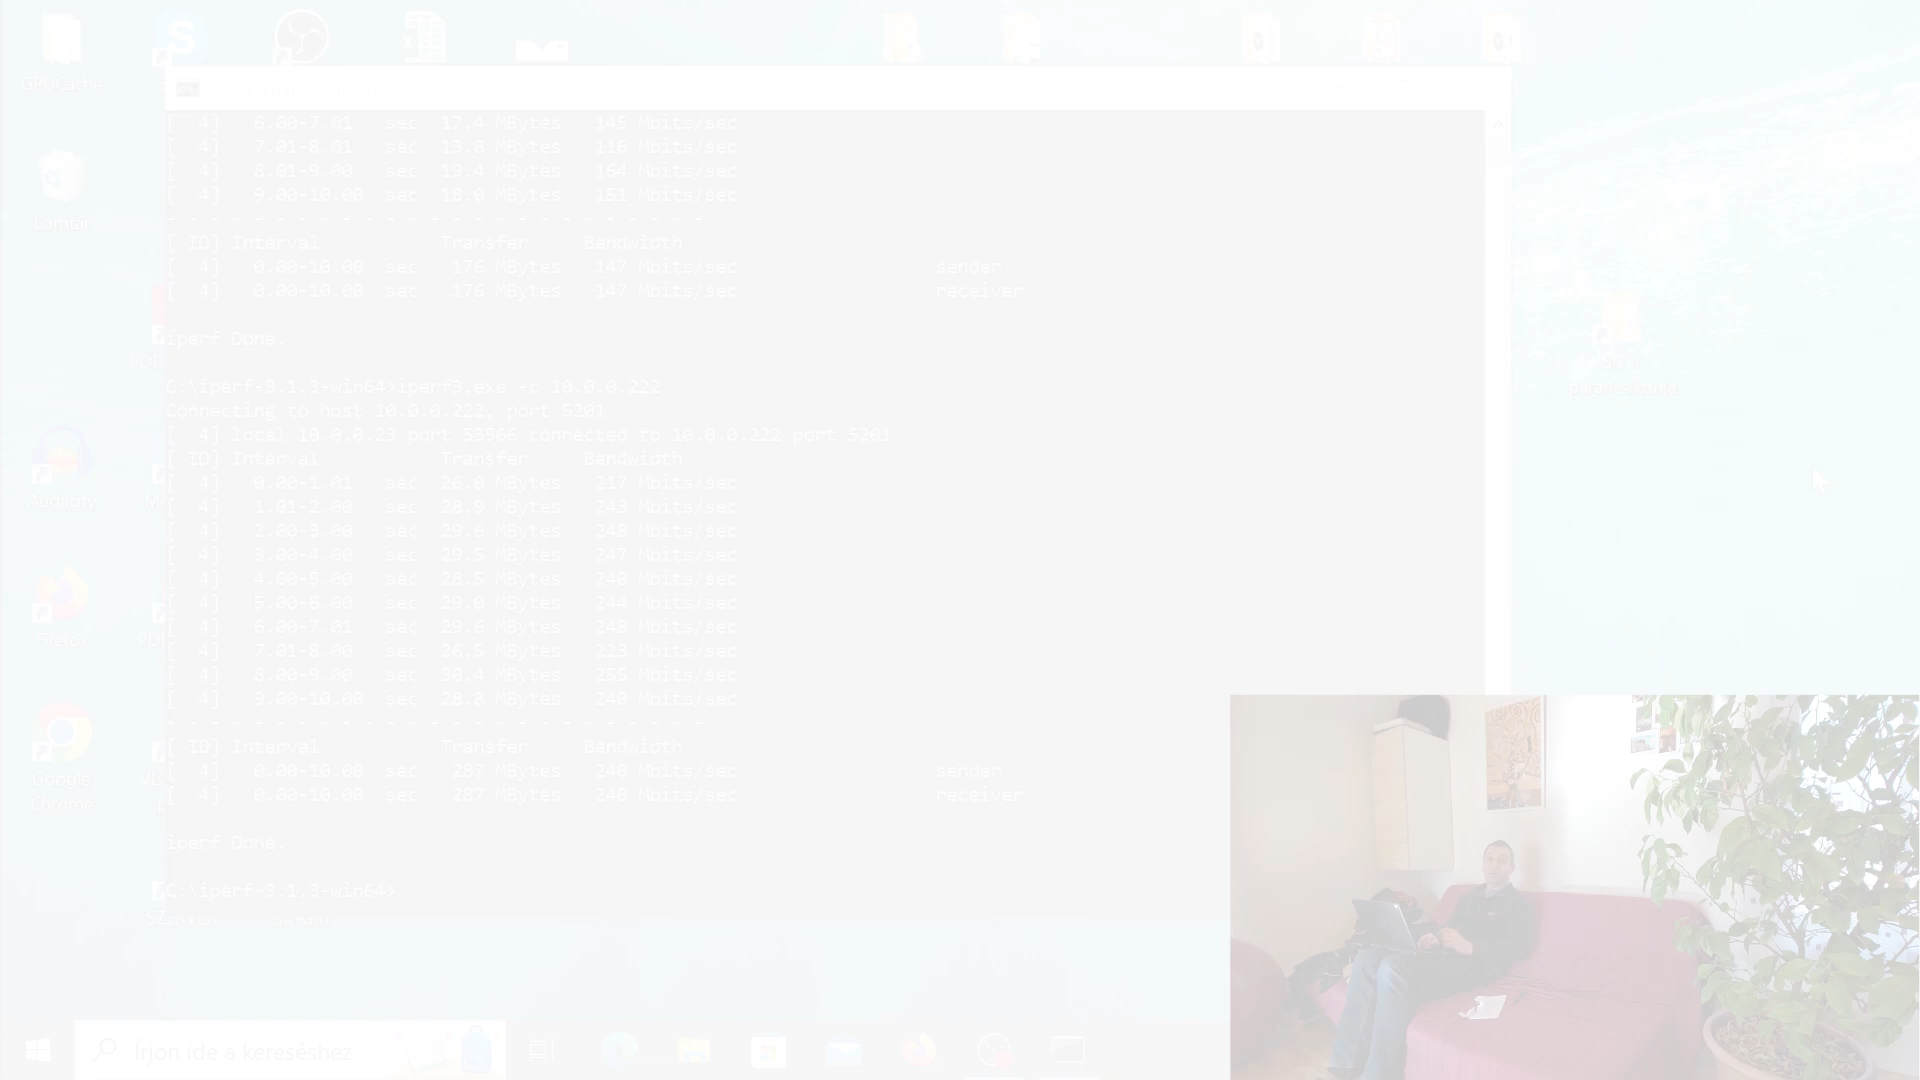 GPUCache
Lomtár
PDF
Audacity
Firefox
Google
Chrome
[  4]   6.00-7.01   sec  17.4 MBytes   145 Mbits/sec
[  4]   7.01-8.01   sec  13.8 MBytes   116 Mbits/sec
[  4]   8.01-9.00   sec  19.4 MBytes   164 Mbits/sec
[  4]   9.00-10.00  sec  18.0 MBytes   151 Mbits/sec
- - - - - - - - - - - - - - - - - - - - - - - - -
[ ID] Interval           Transfer     Bandwidth
[  4]   0.00-10.00  sec   176 MBytes   147 Mbits/sec                  sender
[  4]   0.00-10.00  sec   176 MBytes   147 Mbits/sec                  receiver
iperf Done.
C:\iperf-3.1.3-win64>iperf3.exe -c 10.0.0.222
Connecting to host 10.0.0.222, port 5201
[  4] local 10.0.0.23 port 53566 connected to 10.0.0.222 port 5201
[ ID] Interval           Transfer     Bandwidth
[  4]   0.00-1.01   sec  26.0 MBytes   217 Mbits/sec
[  4]   1.01-2.00   sec  28.9 MBytes   243 Mbits/sec
[  4]   2.00-3.00   sec  29.6 MBytes   248 Mbits/sec
[  4]   3.00-4.00   sec  29.5 MBytes   247 Mbits/sec
[  4]   4.00-5.00   sec  28.5 MBytes   240 Mbits/sec
[  4]   5.00-6.00   sec  29.0 MBytes   244 Mbits/sec
[  4]   6.00-7.01   sec  29.6 MBytes   248 Mbits/sec
[  4]   7.01-8.00   sec  26.5 MBytes   223 Mbits/sec
[  4]   8.00-9.00   sec  30.4 MBytes   255 Mbits/sec
[  4]   9.00-10.00  sec  28.8 MBytes   240 Mbits/sec
- - - - - - - - - - - - - - - - - - - - - - - - -
[ ID] Interval           Transfer     Bandwidth
[  4]   0.00-10.00  sec   287 MBytes   240 Mbits/sec                  sender
[  4]   0.00-10.00  sec   287 MBytes   240 Mbits/sec                  receiver
iperf Done.
C:\iperf-3.1.3-win64>
Írjon ide a kereséshez